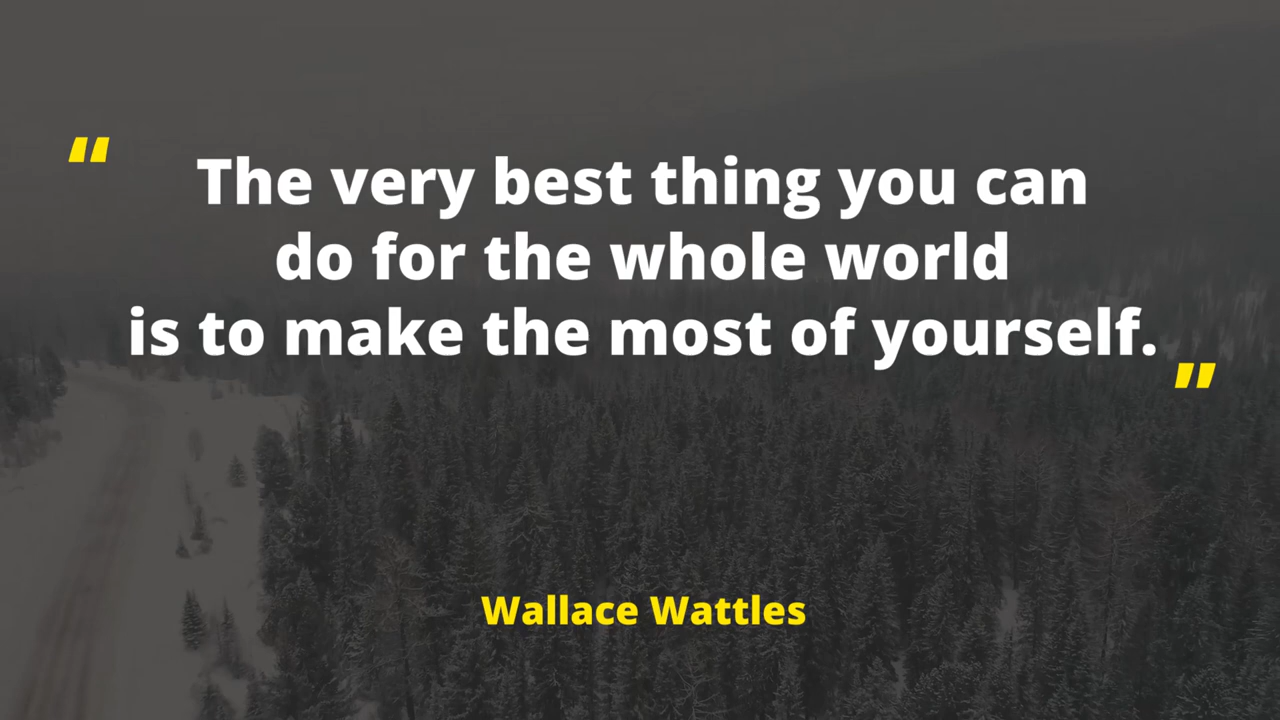 "The very best thing you can
do for the whole world
is to make the most of yourself."
Wallace Wattles